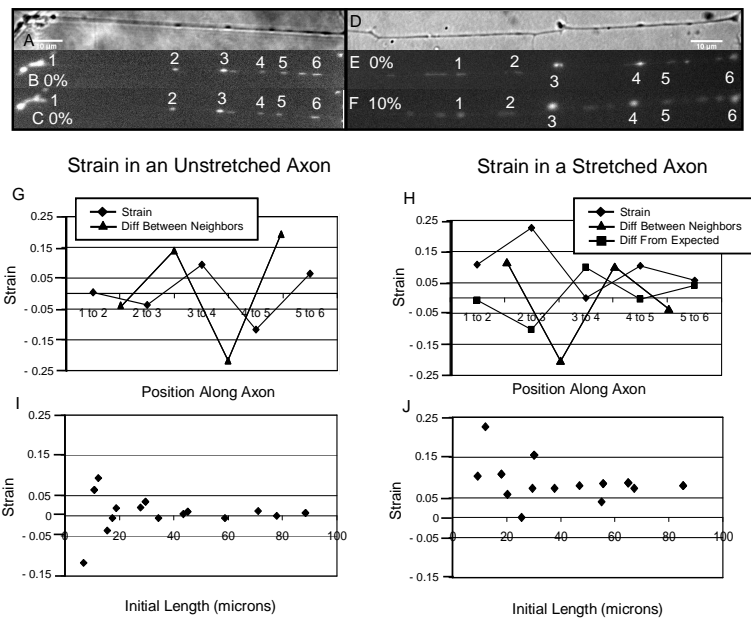 A
10 µm
1 2 3 4 5 6
B 0%
1 2 3 4 5 6
C 0%
D
10 µm
E 0% 1 2 3 4 5 6
F 10% 1 2 3 4 5 6
Strain in an Unstretched Axon
G
Strain
Diff Between Neighbors
0.25
0.15
0.05
- 0.05
- 0.15
- 0.25
Strain
1 to 2 2 to 3 3 to 4 4 to 5 5 to 6
Position Along Axon
Strain in a Stretched Axon
H
Strain
Diff Between Neighbors
Diff From Expected
0.25
0.15
0.05
- 0.05
- 0.15
- 0.25
Strain
1 to 2 2 to 3 3 to 4 4 to 5 5 to 6
Position Along Axon
I
0.25
0.15
0.05
0
- 0.05
- 0.15
Strain
0 20 40 60 80 100
Initial Length (microns)
J
0.25
0.15
0.05
0
- 0.05
- 0.15
Strain
0 20 40 60 80 100
Initial Length (microns)